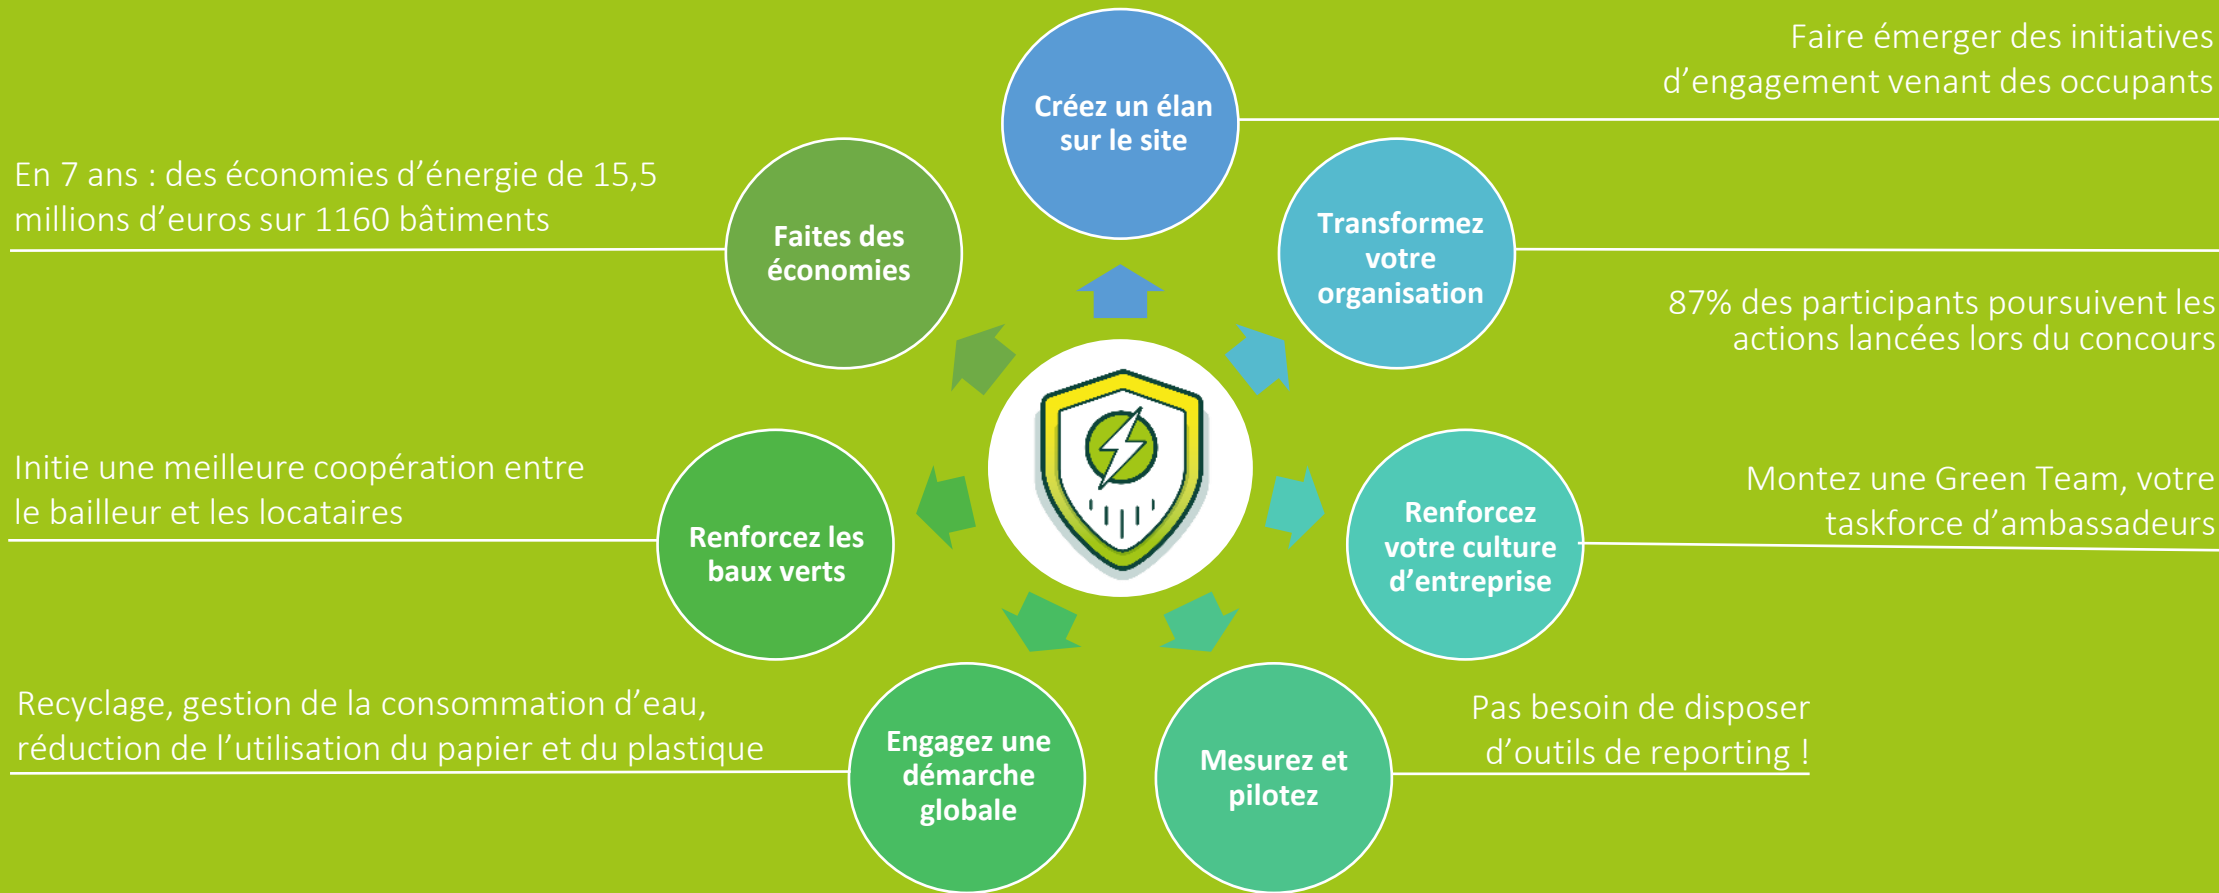 Créez un élan
sur le site
Faire émerger des initiatives
d’engagement venant des occupants
Transformez
votre
organisation
87% des participants poursuivent les
actions lancées lors du concours
Renforcez
votre culture
d’entreprise
Montez une Green Team, votre
taskforce d’ambassadeurs
Mesurez et
pilotez
Pas besoin de disposer
d’outils de reporting !
Engagez une
démarche
globale
Recyclage, gestion de la consommation d’eau,
réduction de l’utilisation du papier et du plastique
Renforcez les
baux verts
Initie une meilleure coopération entre
le bailleur et les locataires
Faites des
économies
En 7 ans : des économies d’énergie de 15,5
millions d’euros sur 1160 bâtiments